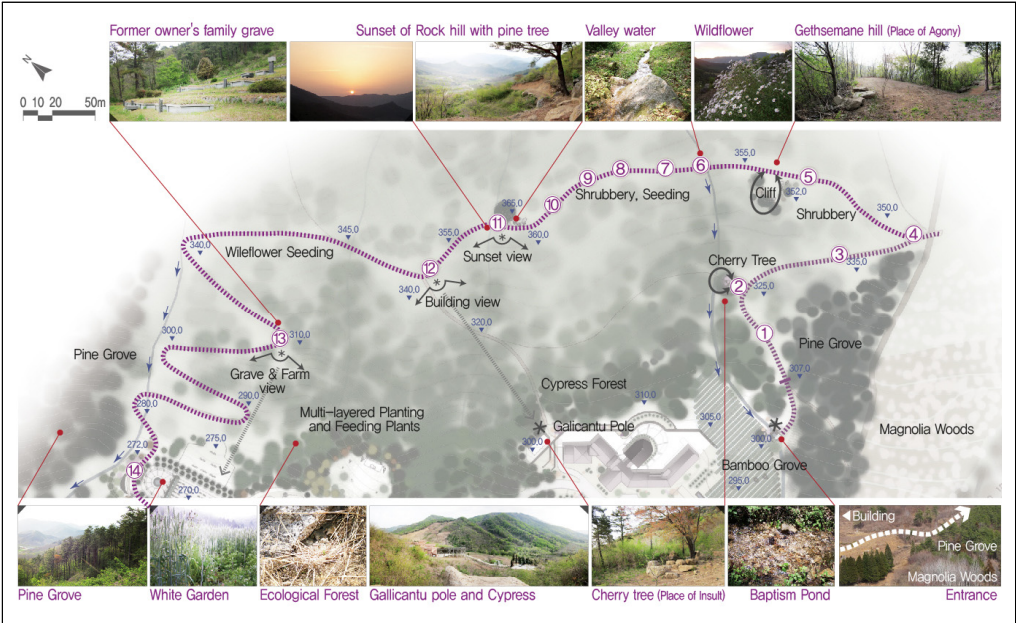 Former owner's family grave
Sunset of Rock hill with pine tree
Valley water
Wildflower
Gethsemane hill (Place of Agony)
N
0 10 20 50m
355,0
6
7
8
9
10
11
5
Cliff
352,0
Shrubbery, Seeding
Shrubbery
350,0
4
365,0
360,0
355,0
345,0
340,0
Wileflower Seeding
Sunset view
12
340,0
Building view
Cherry Tree
3
335,0
2
325,0
1
320,0
300,0
310,0
13
Pine Grove
Grave & Farm
view
Pine Grove
307,0
Cypress Forest
310,0
290,0
280,0
Multi-layered Planting
and Feeding Plants
Galicantu Pole
305,0
300,0
Magnolia Woods
272,0
275,0
300,0
Bamboo Grove
295,0
14
270,0
Building
Pine Grove
Magnolia Woods
Pine Grove
White Garden
Ecological Forest
Gallicantu pole and Cypress
Cherry tree (Place of Insult)
Baptism Pond
Entrance